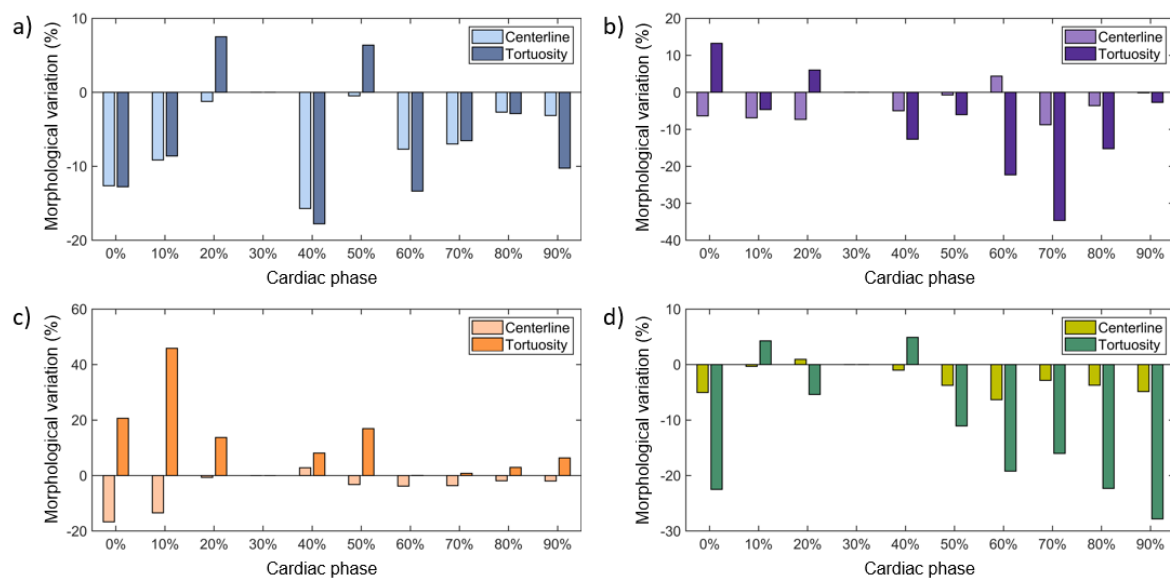 a)
Morphological variation (%)
10
0
-10
-20
Centerline
Tortuosity
0% 10% 20% 30% 40% 50% 60% 70% 80% 90%
Cardiac phase
b)
Morphological variation (%)
20
10
0
-10
-20
-30
-40
Centerline
Tortuosity
0% 10% 20% 30% 40% 50% 60% 70% 80% 90%
Cardiac phase
c)
Morphological variation (%)
60
40
20
0
-20
Centerline
Tortuosity
0% 10% 20% 30% 40% 50% 60% 70% 80% 90%
Cardiac phase
d)
Morphological variation (%)
10
0
-10
-20
-30
Centerline
Tortuosity
0% 10% 20% 30% 40% 50% 60% 70% 80% 90%
Cardiac phase